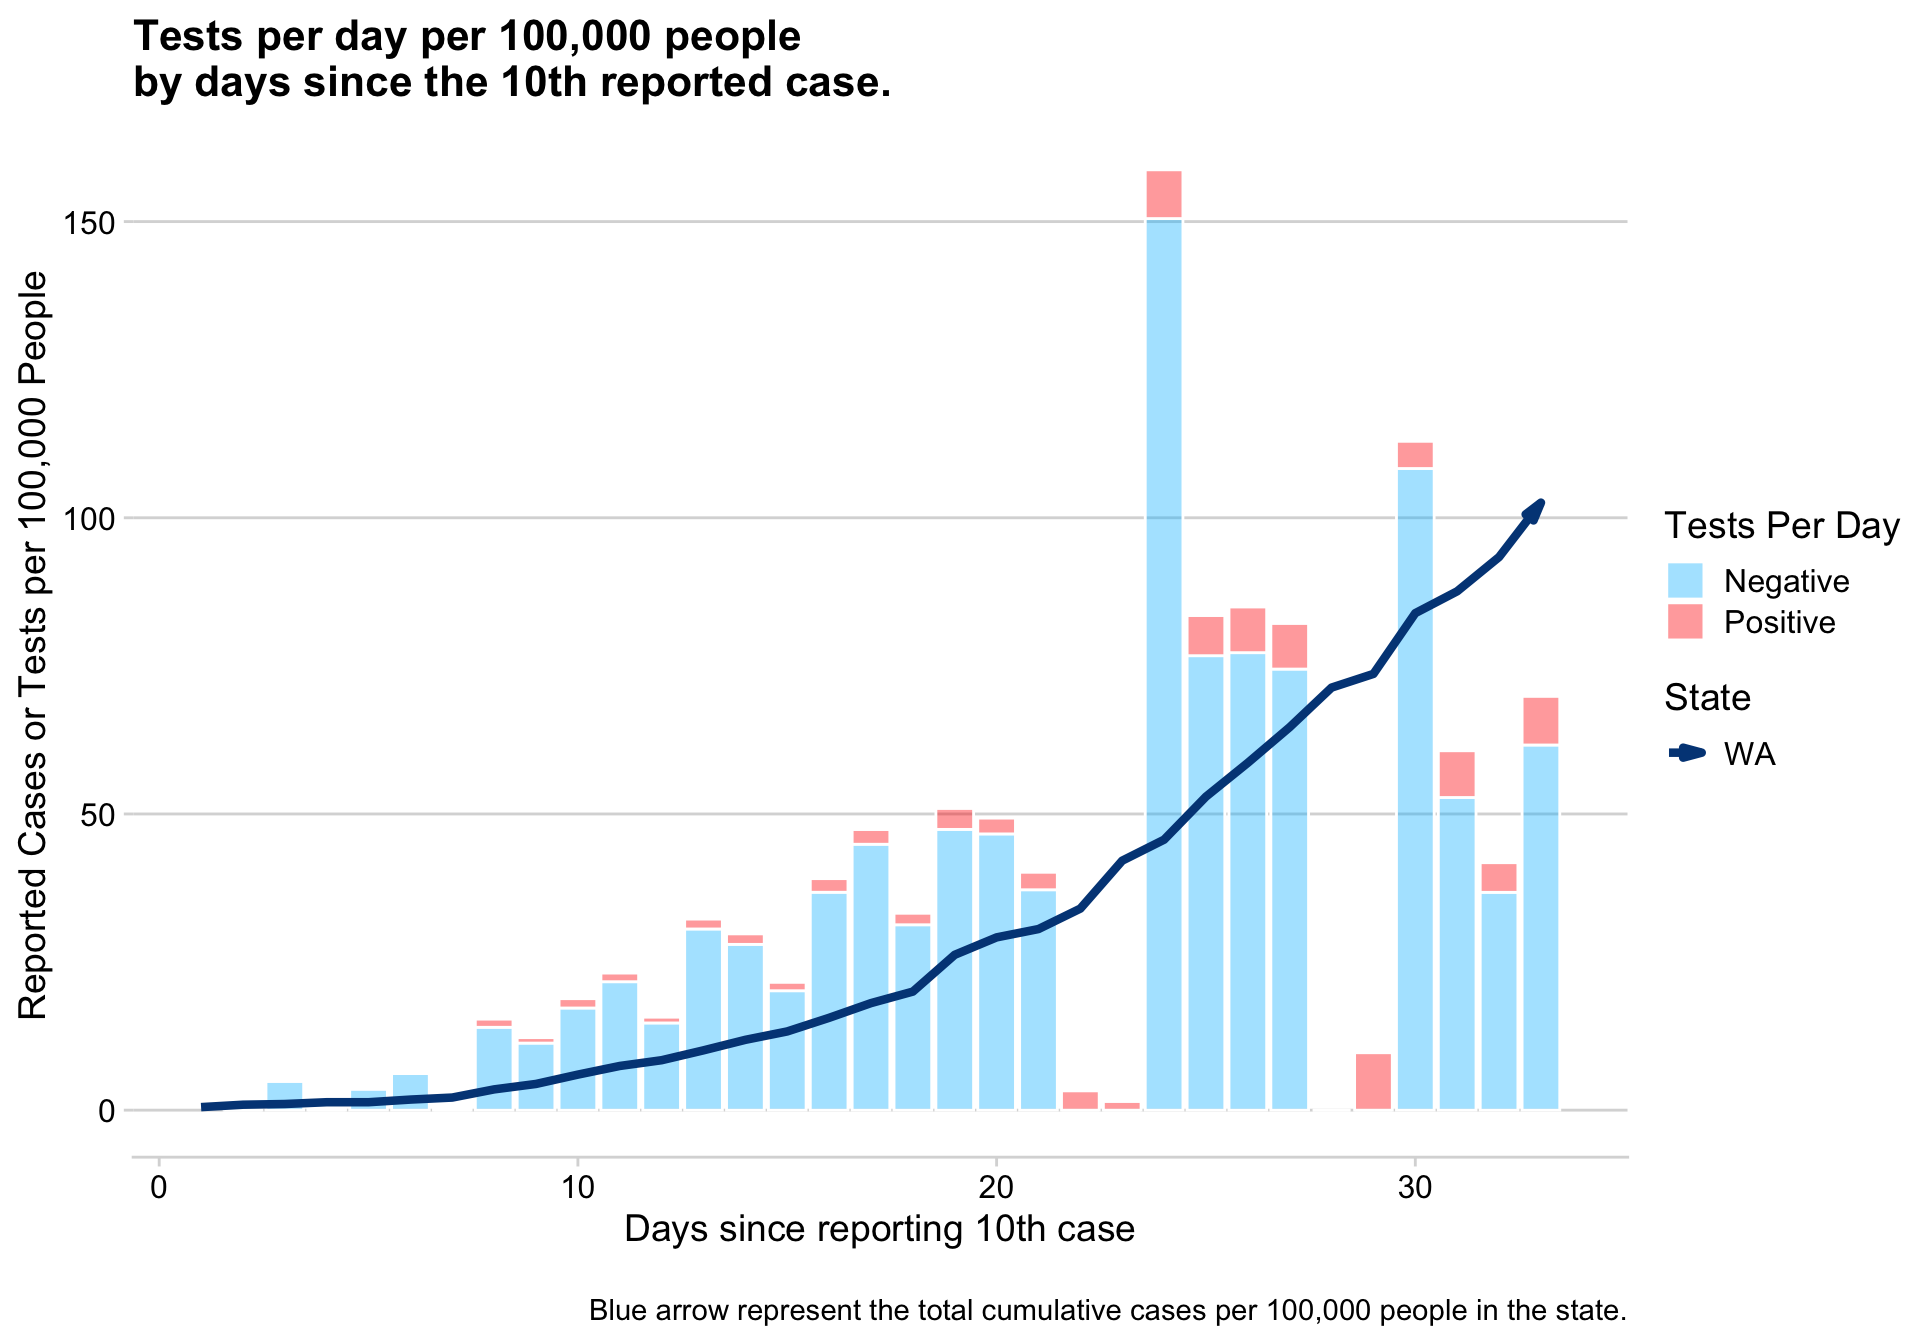 Tests per day per 100,000 people
by days since the 10th reported case.
Reported Cases or Tests per 100,000 People
150
100
50
0
0 10 20 30
Days since reporting 10th case
Tests Per Day
Negative
Positive
State
WA
Blue arrow represent the total cumulative cases per 100,000 people in the state.